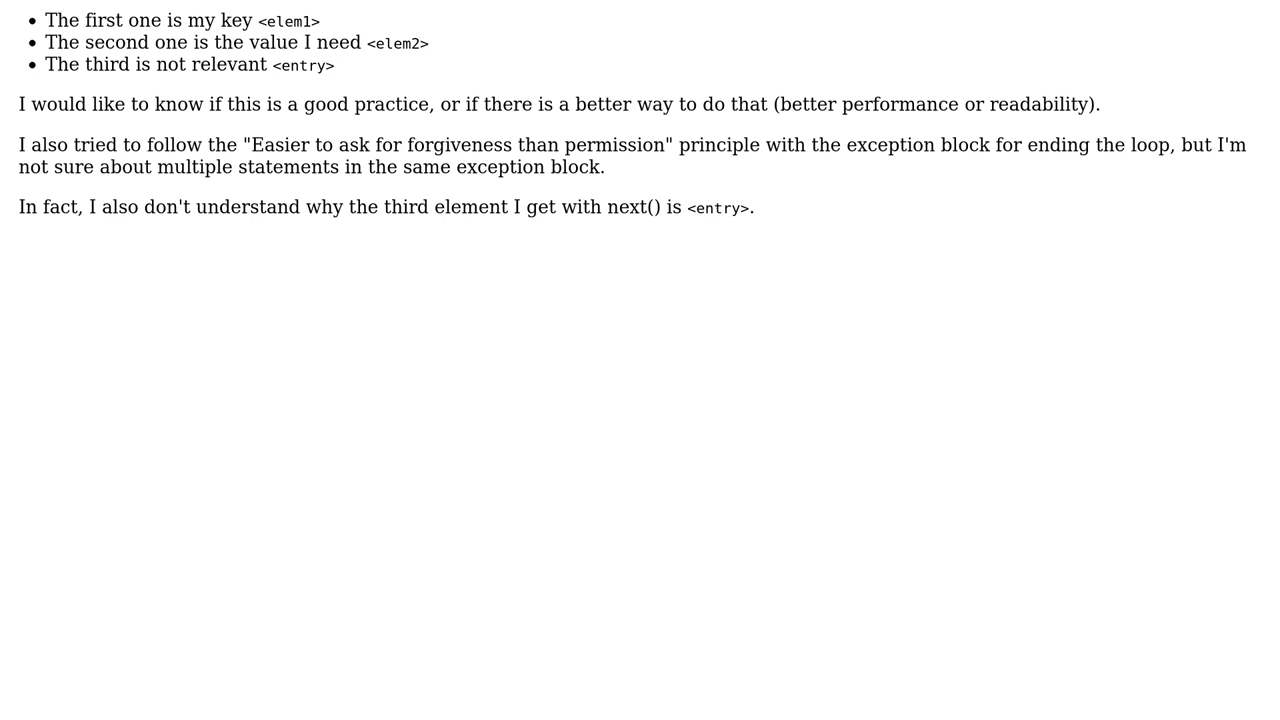 The first one is my key <elem1>
The second one is the value I need <elem2>
The third is not relevant <entry>
I would like to know if this is a good practice, or if there is a better way to do that (better performance or readability).
I also tried to follow the "Easier to ask for forgiveness than permission" principle with the exception block for ending the loop, but I'm
not sure about multiple statements in the same exception block.
In fact, I also don't understand why the third element I get with next() is <entry>.